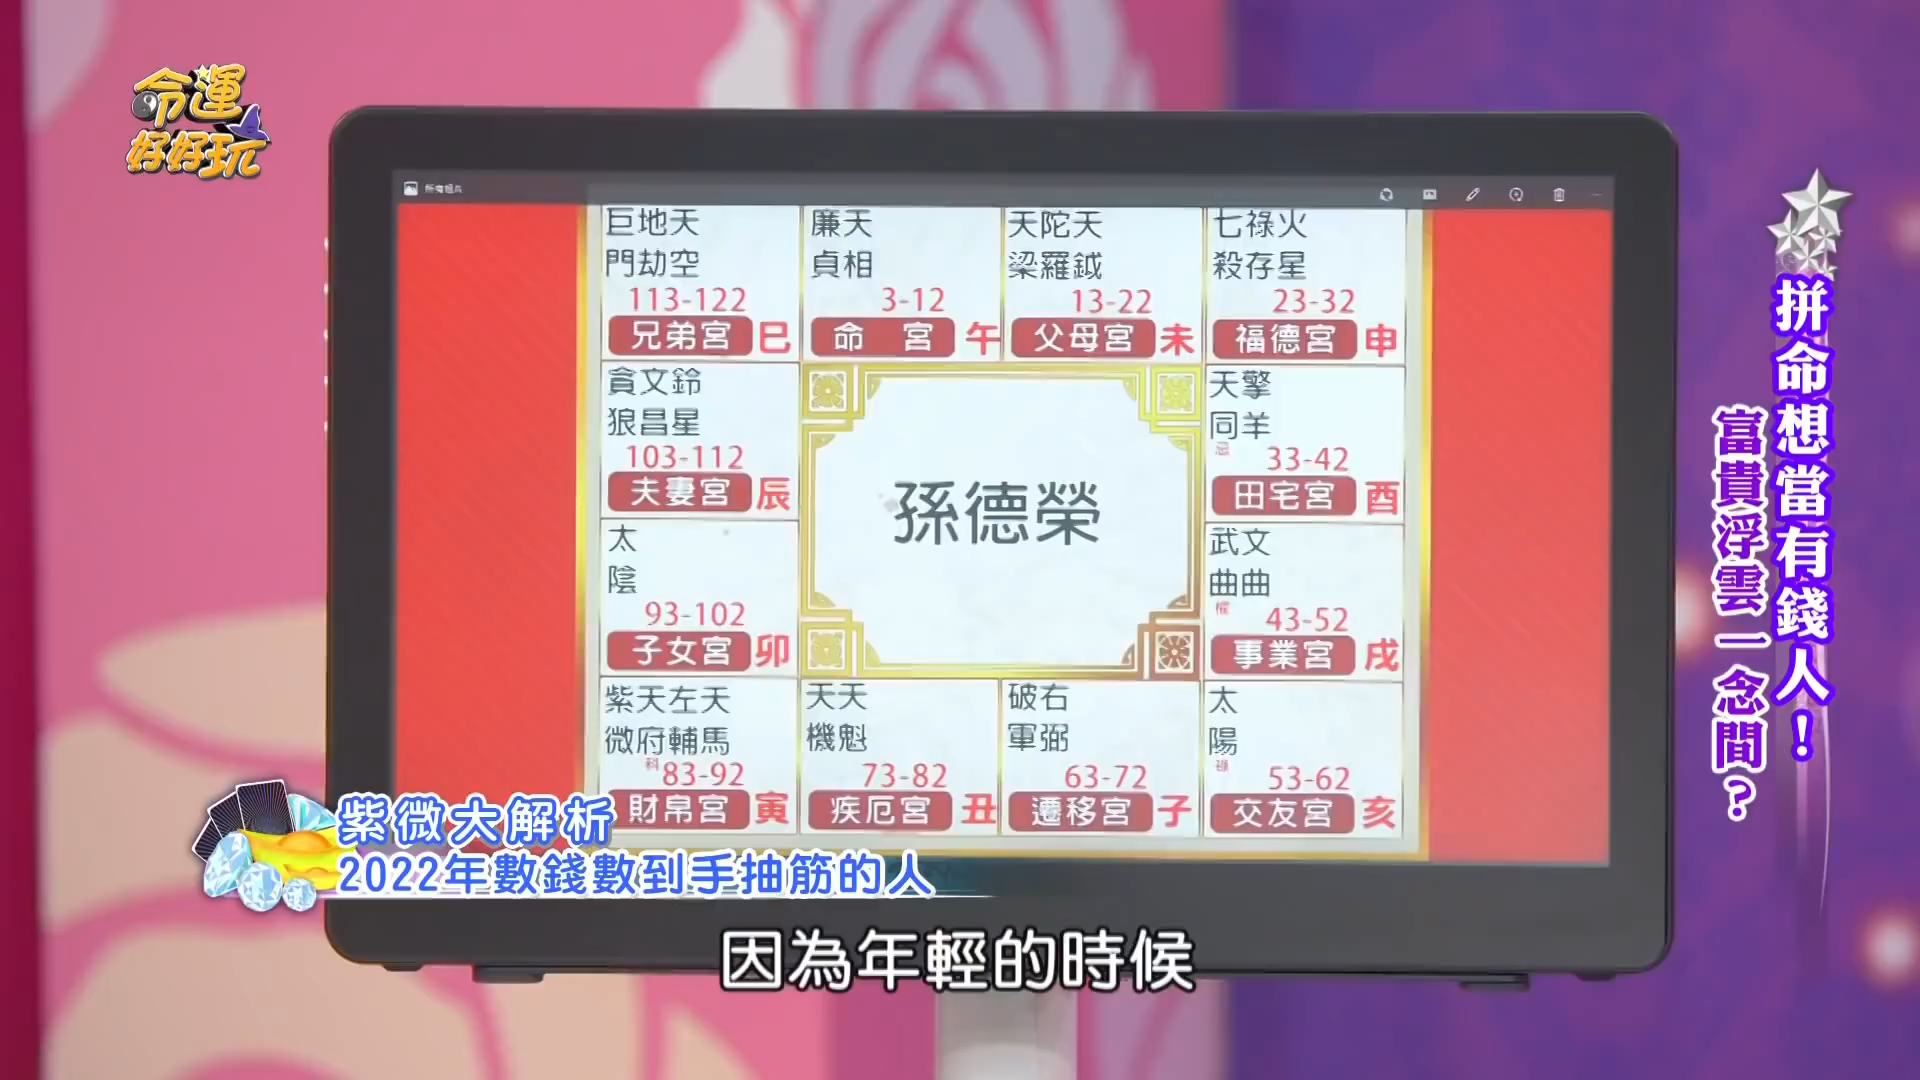 命運
好好玩
所有相片
巨地天
門劫空
113-122
兄弟宮 巳
廉天
貞相
3-12
命 宮 午
天陀天
梁羅鉞
13-22
父母宮 未
七祿火
殺存星
23-32
福德宮 申
貪文鈴
狼昌星
103-112
夫妻宮 辰
孫德榮
天擎
同羊
忌
33-42
田宅宮 酉
太
陰
93-102
子女宮 卯
武文
曲曲
權
43-52
事業宮 戌
紫天左天
微府輔馬
科
83-92
財帛宮 寅
天天
機魁
73-82
疾厄宮 丑
破右
軍弼
63-72
遷移宮 子
太
陽
祿
53-62
交友宮 亥
拼命想當有錢人！
富貴浮雲一念間？
紫微大解析
2022年數錢數到手抽筋的人
因為年輕的時候